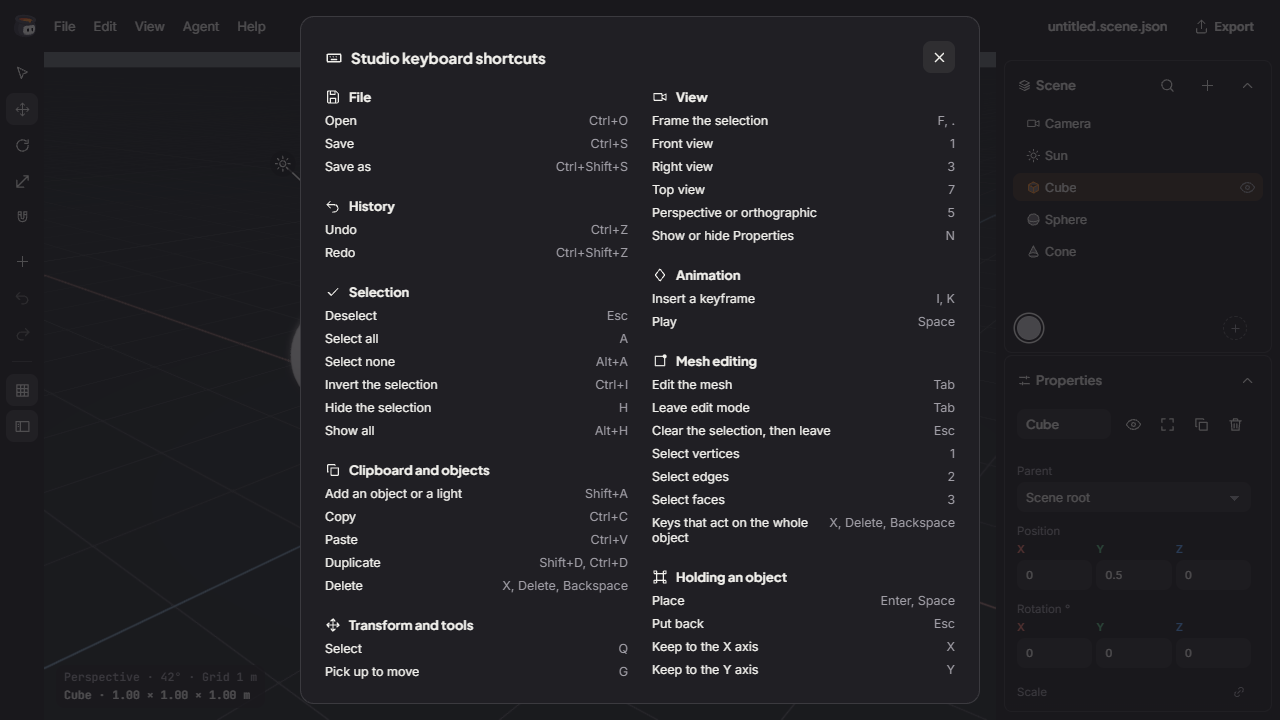 File Edit View Agent Help
untitled.scene.json
Export
Studio keyboard shortcuts
File
Open Ctrl+O
Save Ctrl+S
Save as Ctrl+Shift+S
History
Undo Ctrl+Z
Redo Ctrl+Shift+Z
Selection
Deselect Esc
Select all A
Select none Alt+A
Invert the selection Ctrl+I
Hide the selection H
Show all Alt+H
Clipboard and objects
Add an object or a light Shift+A
Copy Ctrl+C
Paste Ctrl+V
Duplicate Shift+D, Ctrl+D
Delete X, Delete, Backspace
Transform and tools
Select Q
Pick up to move G
View
Frame the selection F, .
Front view 1
Right view 3
Top view 7
Perspective or orthographic 5
Show or hide Properties N
Animation
Insert a keyframe I, K
Play Space
Mesh editing
Edit the mesh Tab
Leave edit mode Tab
Clear the selection, then leave Esc
Select vertices 1
Select edges 2
Select faces 3
Keys that act on the whole X, Delete, Backspace
object
Holding an object
Place Enter, Space
Put back Esc
Keep to the X axis X
Keep to the Y axis Y
Scene
Camera
Sun
Cube
Sphere
Cone
Properties
Cube
Parent
Scene root
Position
X Y Z
0 0.5 0
Rotation *
X Y Z
0 0 0
Scale
Perspective · 42° · Grid 1 m
Cube · 1.00 × 1.00 × 1.00 m